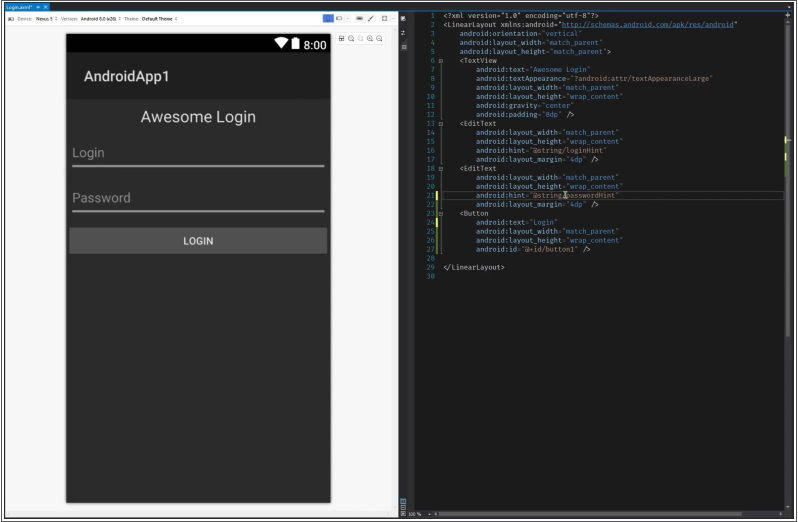 Login.axml*
Device: Nexus 5 Version: Android 8.0 (v26) Theme: Default Theme
8:00
AndroidApp1
Awesome Login
Login
Password
LOGIN
1 <?xml version="1.0" encoding="utf-8"?>
2 <LinearLayout xmlns:android="http://schemas.android.com/apk/res/android"
3 android:orientation="vertical"
4 android:layout_width="match_parent"
5 android:layout_height="match_parent">
6 <TextView
7 android:text="Awesome Login"
8 android:textAppearance="?android:attr/textAppearanceLarge"
9 android:layout_width="match_parent"
10 android:layout_height="wrap_content"
11 android:gravity="center"
12 android:padding="8dp" />
13 <EditText
14 android:layout_width="match_parent"
15 android:layout_height="wrap_content"
16 android:hint="@string/loginHint"
17 android:layout_margin="4dp" />
18 <EditText
19 android:layout_width="match_parent"
20 android:layout_height="wrap_content"
21 android:hint="@string/passwordHint"
22 android:layout_margin="4dp" />
23 <Button
24 android:text="Login"
25 android:layout_width="match_parent"
26 android:layout_height="wrap_content"
27 android:id="@+id/button1" />
28
29 </LinearLayout>
30
100 %